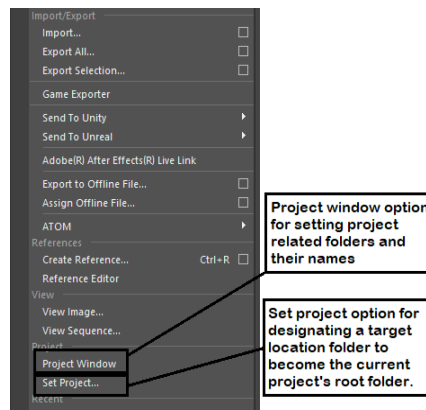 Import/Export
Import...
Export All...
Export Selection...
Game Exporter
Send To Unity
Send To Unreal
Adobe(R) After Effects(R) Live Link
Export to Offline File...
Assign Offline File...
ATOM
References
Create Reference... Ctrl+R
Reference Editor
View
View Image...
View Sequence...
Project
Project Window
Set Project...
Recent
Project window option
for setting project
related folders and
their names
Set project option for
designating a target
location folder to
become the current
project's root folder.